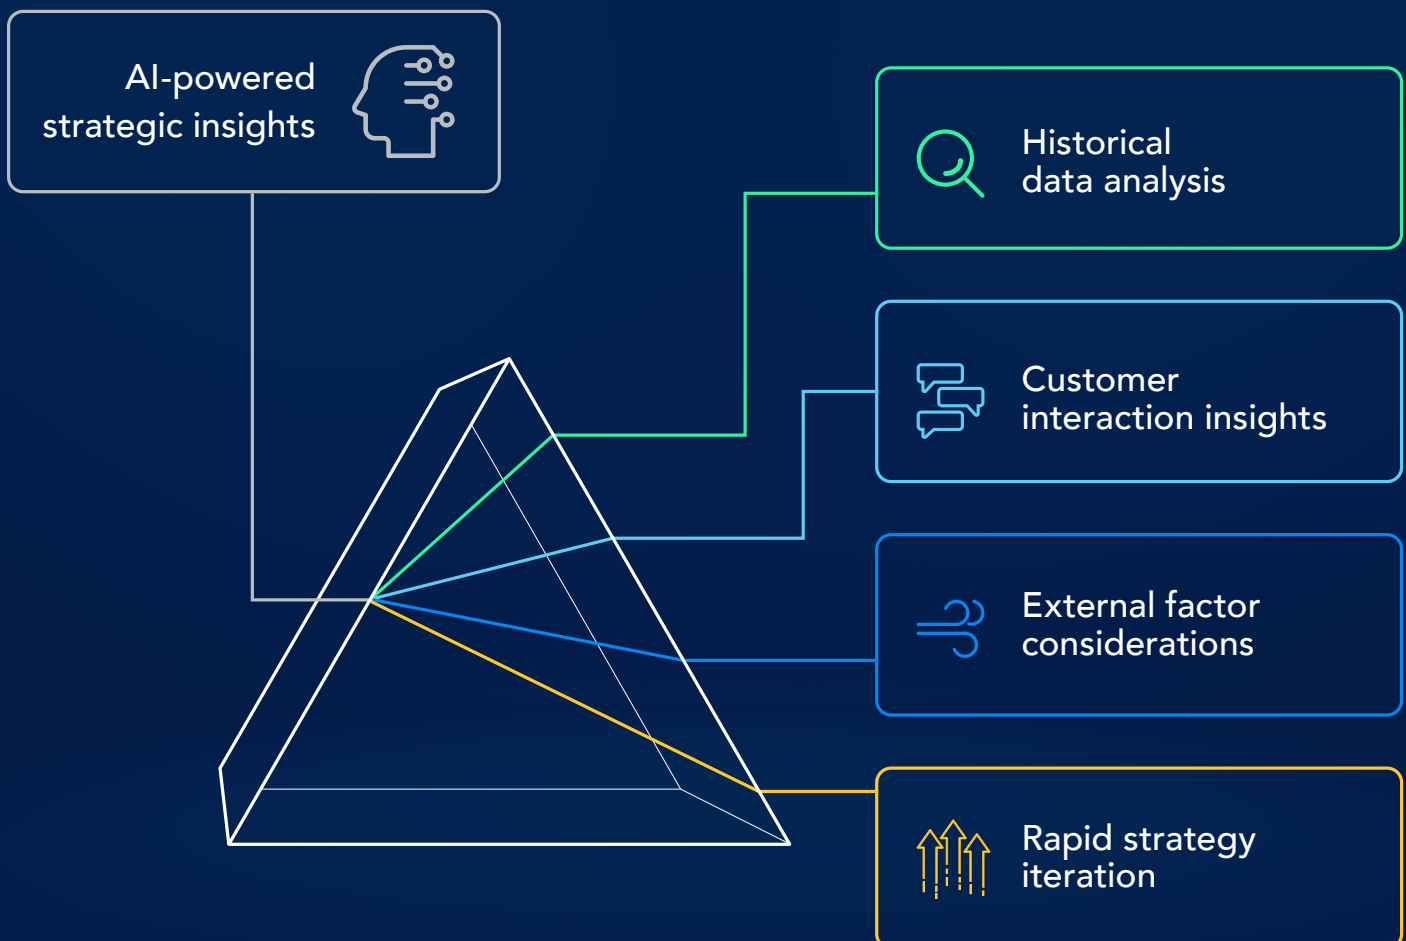 AI-powered
strategic insights
Historical
data analysis
Customer
interaction insights
External factor
considerations
Rapid strategy
iteration